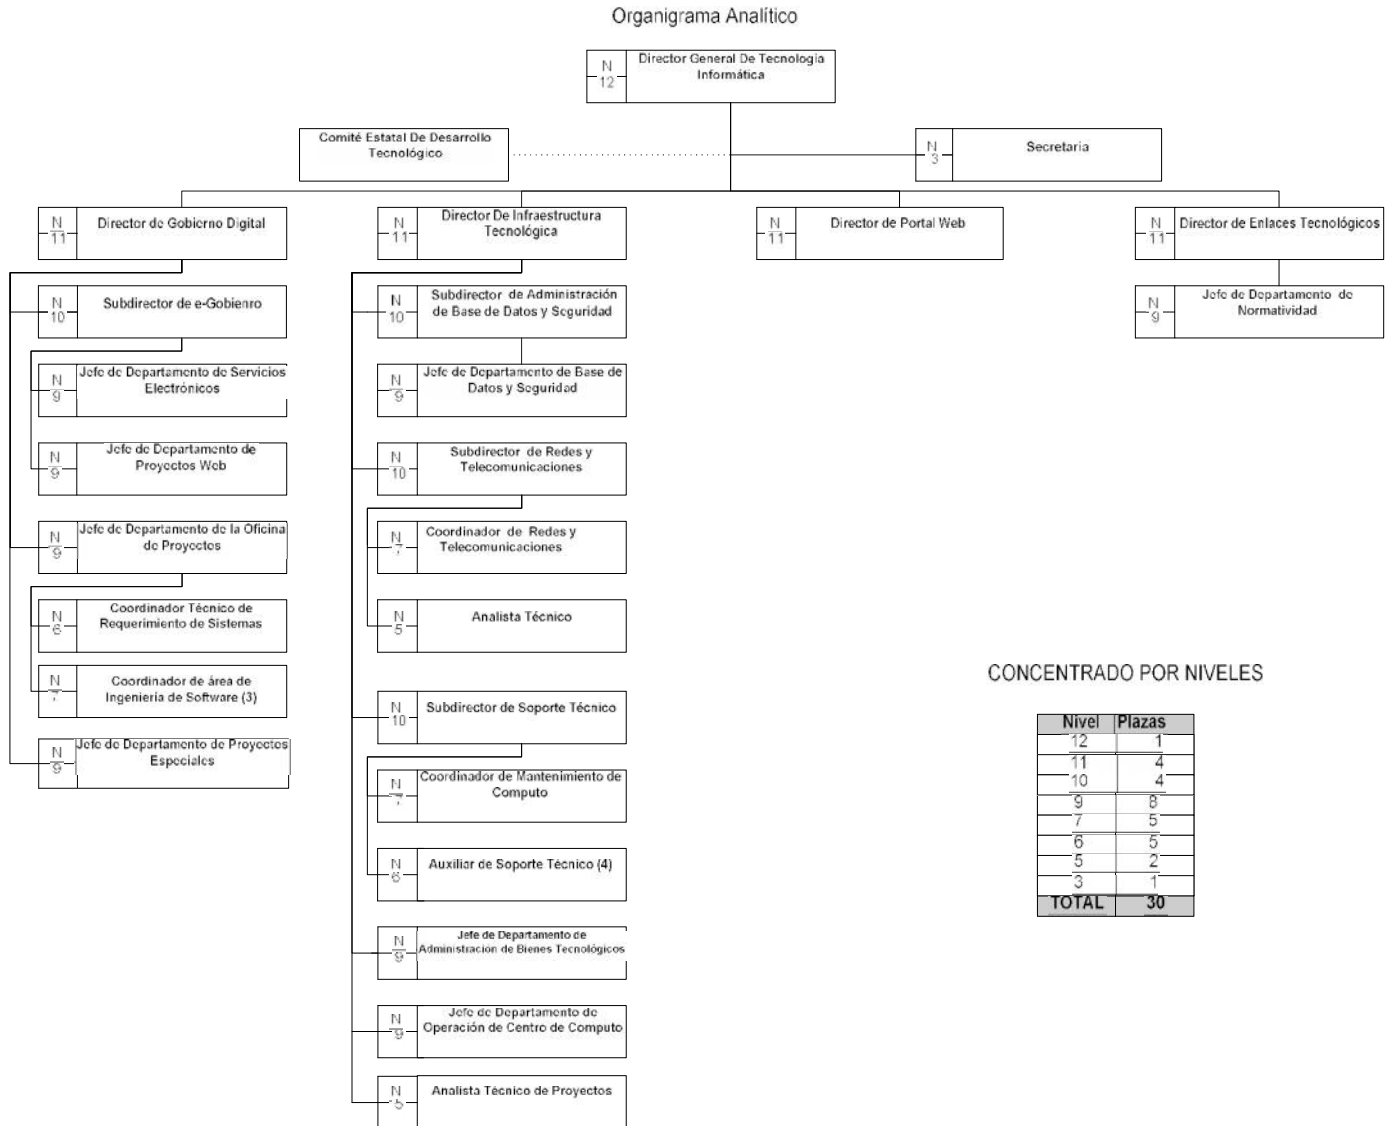 Organigrama Analítico
N
12
Director General De Tecnología
Informática
Comité Estatal De Desarrollo
Tecnológico
N
3
Secretaria
N
11
Director de Gobierno Digital
N
11
Director De Infraestructura
Tecnológica
N
11
Director de Portal Web
N
11
Director de Enlaces Tecnológicos
N
10
Subdirector de e-Gobienro
N
10
Subdirector de Administración
de Base de Datos y Seguridad
N
9
Jefe de Departamento de
Normatividad
N
9
Jefe de Departamento de Servicios
Electrónicos
N
9
Jefe de Departamento de Base de
Datos y Seguridad
N
9
Jefe de Departamento de
Proyectos Web
N
10
Subdirector de Redes y
Telecomunicaciones
N
9
Jefe de Departamento de la Oficina
de Proyectos
N
7
Coordinador de Redes y
Telecomunicaciones
N
6
Coordinador Técnico de
Requerimiento de Sistemas
N
5
Analista Técnico
N
7
Coordinador de área de
Ingeniería de Software (3)
N
10
Subdirector de Soporte Técnico
N
9
Jefe de Departamento de Proyectos
Especiales
N
7
Coordinador de Mantenimiento de
Computo
N
6
Auxiliar de Soporte Técnico (4)
N
9
Jefe de Departamento de
Administración de Bienes Tecnológicos
N
9
Jefe de Departamento de
Operación de Centro de Computo
N
5
Analista Técnico de Proyectos
CONCENTRADO POR NIVELES
Nivel Plazas
12 1
11 4
10 4
9 8
7 5
6 5
5 2
3 1
TOTAL 30